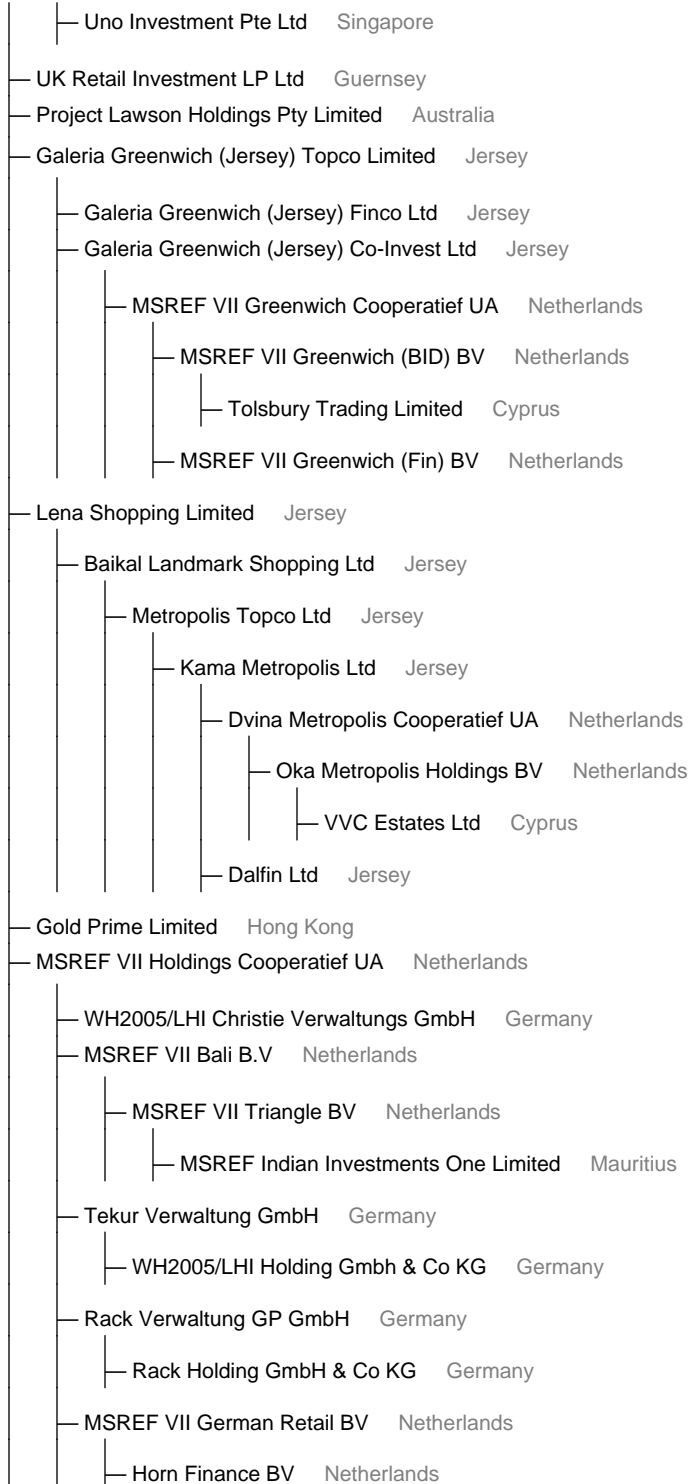 Uno Investment Pte Ltd Singapore
UK Retail Investment LP Ltd Guernsey
Project Lawson Holdings Pty Limited Australia
Galeria Greenwich (Jersey) Topco Limited Jersey
Galeria Greenwich (Jersey) Finco Ltd Jersey
Galeria Greenwich (Jersey) Co-Invest Ltd Jersey
MSREF VII Greenwich Cooperatief UA Netherlands
MSREF VII Greenwich (BID) BV Netherlands
Tolsbury Trading Limited Cyprus
MSREF VII Greenwich (Fin) BV Netherlands
Lena Shopping Limited Jersey
Baikal Landmark Shopping Ltd Jersey
Metropolis Topco Ltd Jersey
Kama Metropolis Ltd Jersey
Dvina Metropolis Cooperatief UA Netherlands
Oka Metropolis Holdings BV Netherlands
VVC Estates Ltd Cyprus
Dalfin Ltd Jersey
Gold Prime Limited Hong Kong
MSREF VII Holdings Cooperatief UA Netherlands
WH2005/LHI Christie Verwaltungs GmbH Germany
MSREF VII Bali B.V Netherlands
MSREF VII Triangle BV Netherlands
MSREF Indian Investments One Limited Mauritius
Tekur Verwaltung GmbH Germany
WH2005/LHI Holding Gmbh & Co KG Germany
Rack Verwaltung GP GmbH Germany
Rack Holding GmbH & Co KG Germany
MSREF VII German Retail BV Netherlands
Horn Finance BV Netherlands